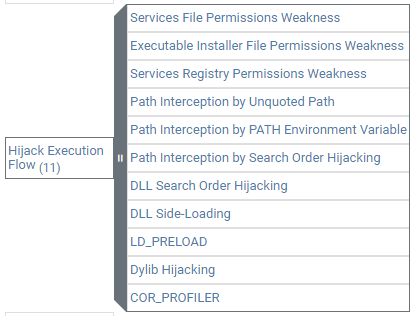 Services File Permissions Weakness
Executable Installer File Permissions Weakness
Services Registry Permissions Weakness
Path Interception by Unquoted Path
Path Interception by PATH Environment Variable
Hijack Execution
Flow (11)
Path Interception by Search Order Hijacking
DLL Search Order Hijacking
DLL Side-Loading
LD_PRELOAD
Dylib Hijacking
COR_PROFILER